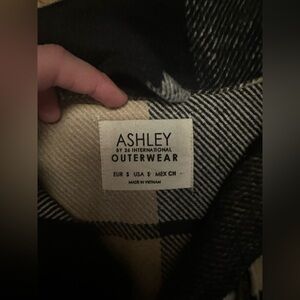 ASHLEY
BY 26 INTERNATIONAL
OUTERWEAR
EUR S USA S MEX CH
MADE IN VIETNAM